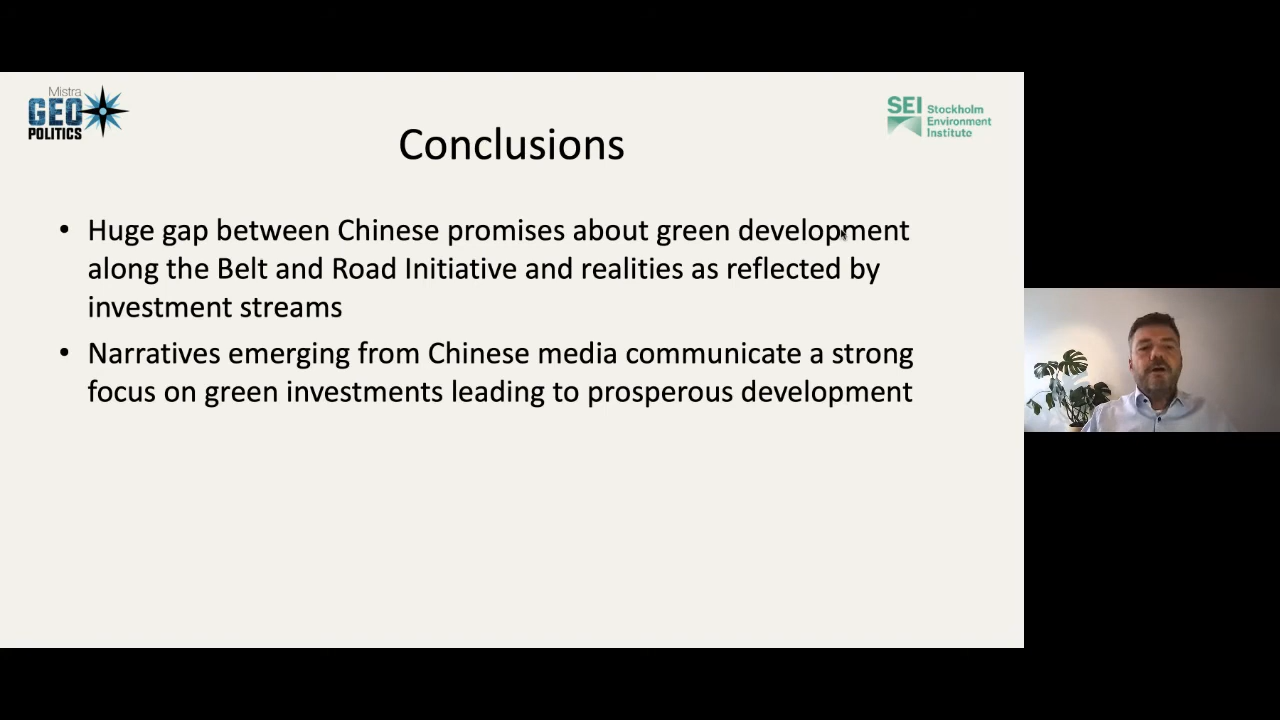 Mistra
GEO
POLITICS
SEI Stockholm
Environment
Institute
Conclusions
• Huge gap between Chinese promises about green development
along the Belt and Road Initiative and realities as reflected by
investment streams
• Narratives emerging from Chinese media communicate a strong
focus on green investments leading to prosperous development